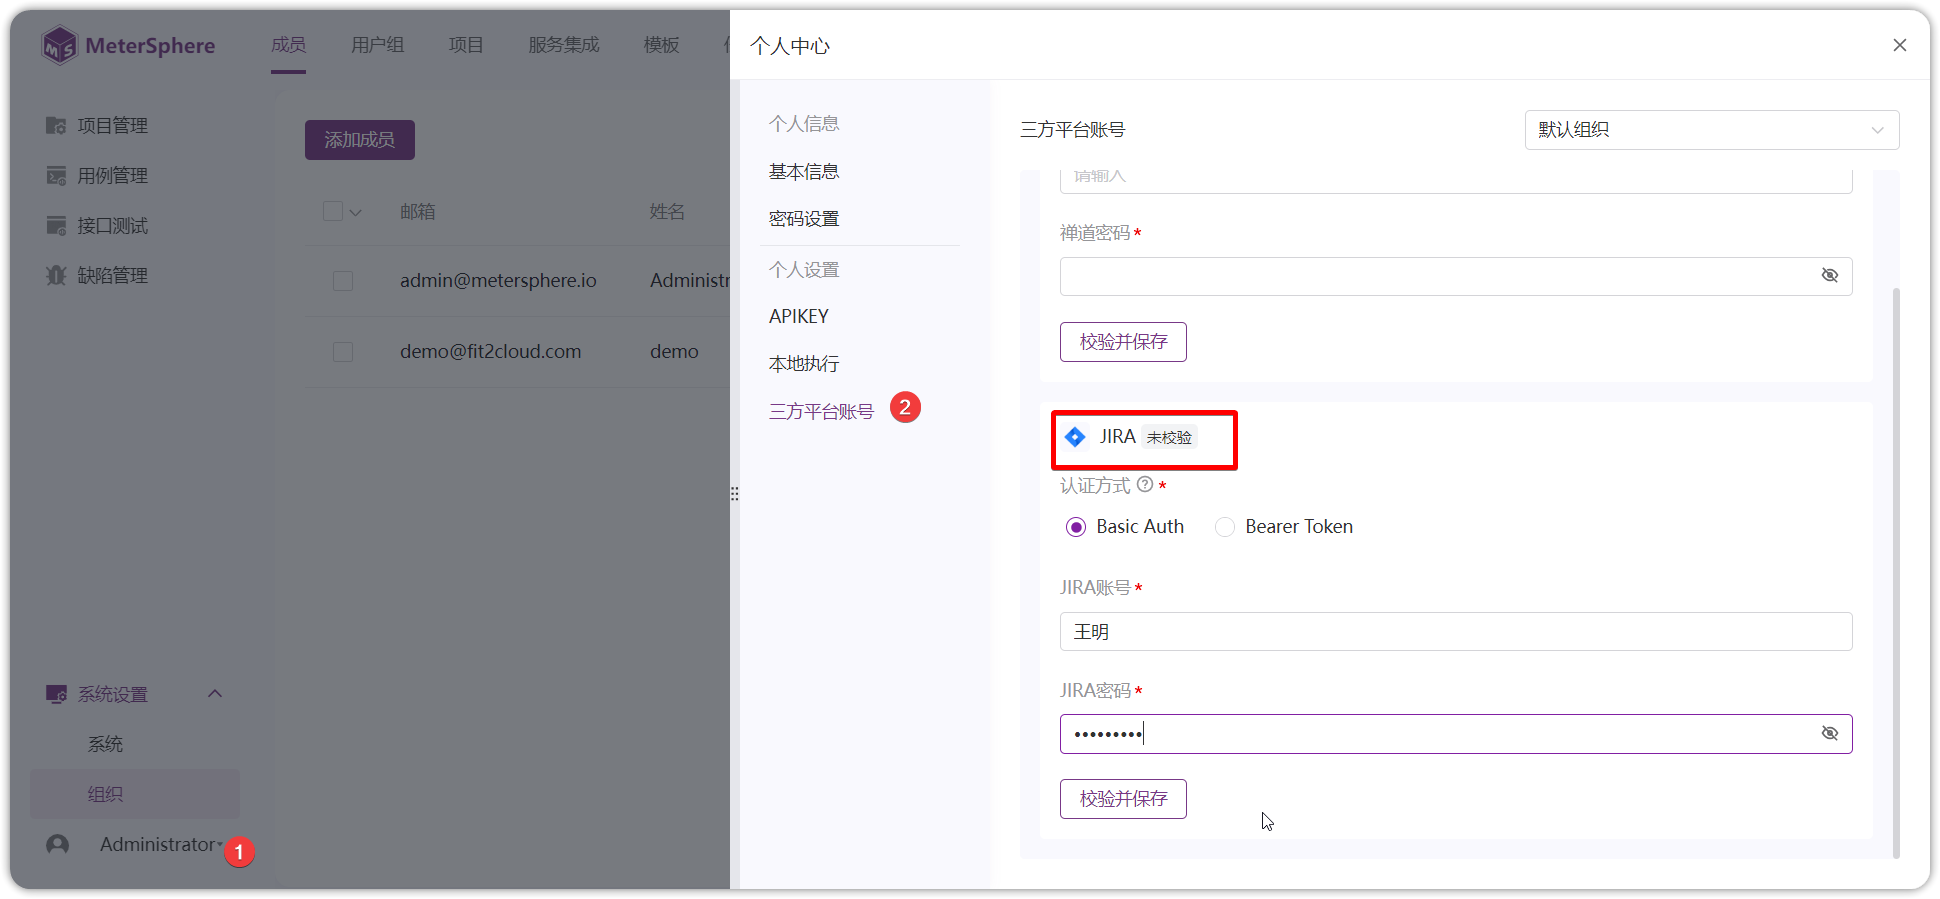 MeterSphere
成员
用户组
项目
服务集成
模板
项目管理
用例管理
接口测试
缺陷管理
添加成员
邮箱
姓名
admin@metersphere.io
Administr
demo@fit2cloud.com
demo
系统设置
系统
组织
Administrator
1
个人中心
个人信息
基本信息
密码设置
个人设置
APIKEY
本地执行
三方平台账号
2
三方平台账号
默认组织
请输入
禅道密码*
校验并保存
JIRA 未校验
认证方式 ? *
Basic Auth
Bearer Token
JIRA账号*
王明
JIRA密码*
•••••••••
校验并保存